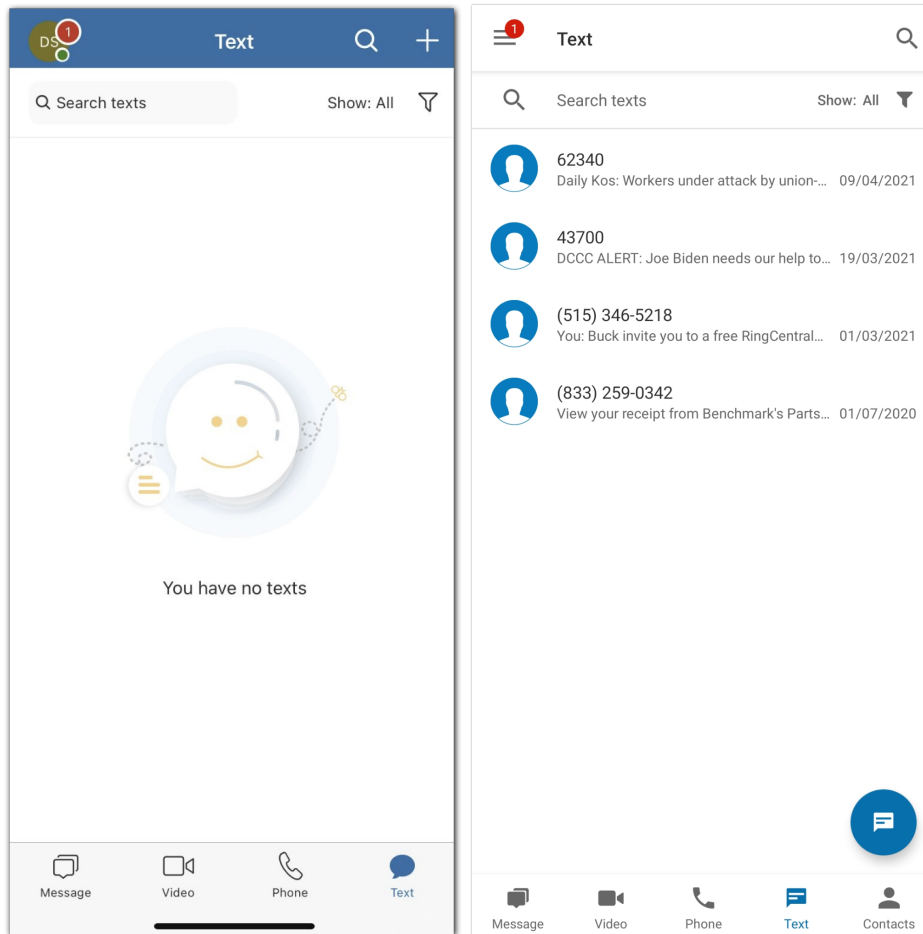 DS
1
Text
Search texts
Show: All
You have no texts
Message
Video
Phone
Text
1
Text
Search texts
Show: All
62340
Daily Kos: Workers under attack by union-... 09/04/2021
43700
DCCC ALERT: Joe Biden needs our help to... 19/03/2021
(515) 346-5218
You: Buck invite you to a free RingCentral... 01/03/2021
(833) 259-0342
View your receipt from Benchmark's Parts... 01/07/2020
Message
Video
Phone
Text
Contacts